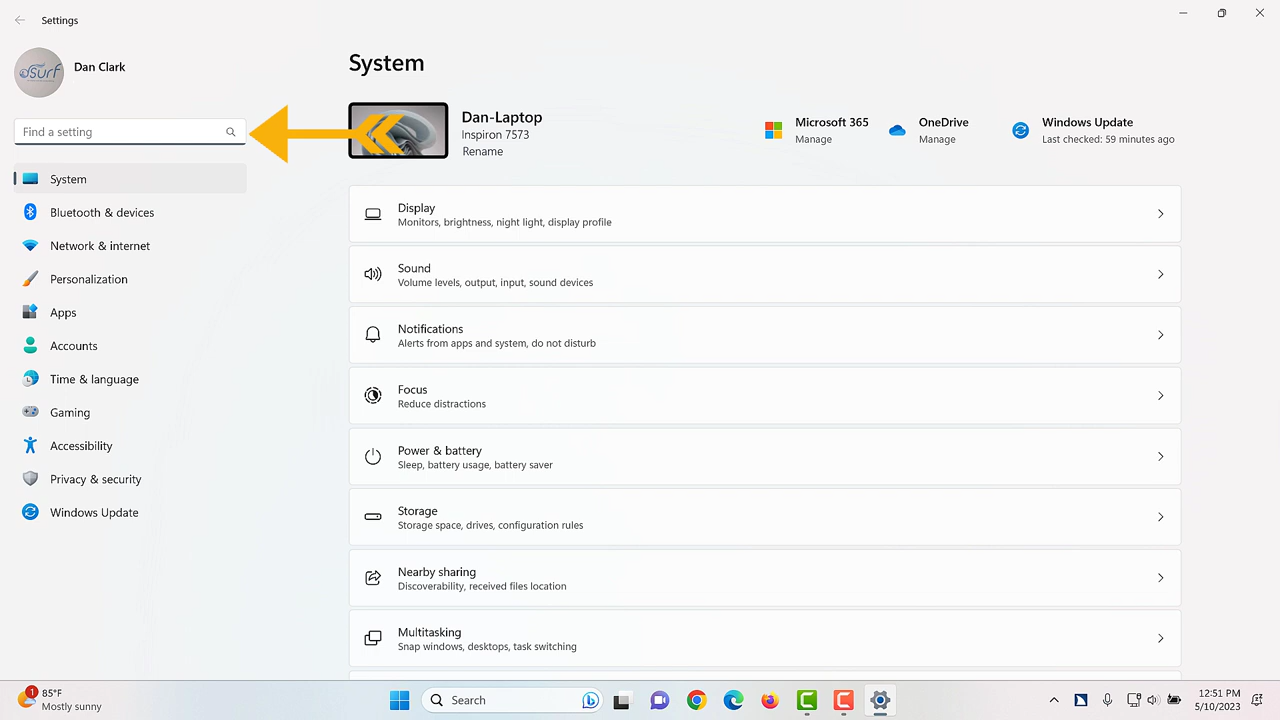 Settings
Dan Clark
Find a setting
System
Bluetooth & devices
Network & internet
Personalization
Apps
Accounts
Time & language
Gaming
Accessibility
Privacy & security
Windows Update
System
Dan-Laptop
Inspiron 7573
Rename
Microsoft 365
Manage
OneDrive
Manage
Windows Update
Last checked: 59 minutes ago
Display
Monitors, brightness, night light, display profile
Sound
Volume levels, output, input, sound devices
Notifications
Alerts from apps and system, do not disturb
Focus
Reduce distractions
Power & battery
Sleep, battery usage, battery saver
Storage
Storage space, drives, configuration rules
Nearby sharing
Discoverability, received files location
Multitasking
Snap windows, desktops, task switching
1
85°F
Mostly sunny
Search
12:51 PM
5/10/2023